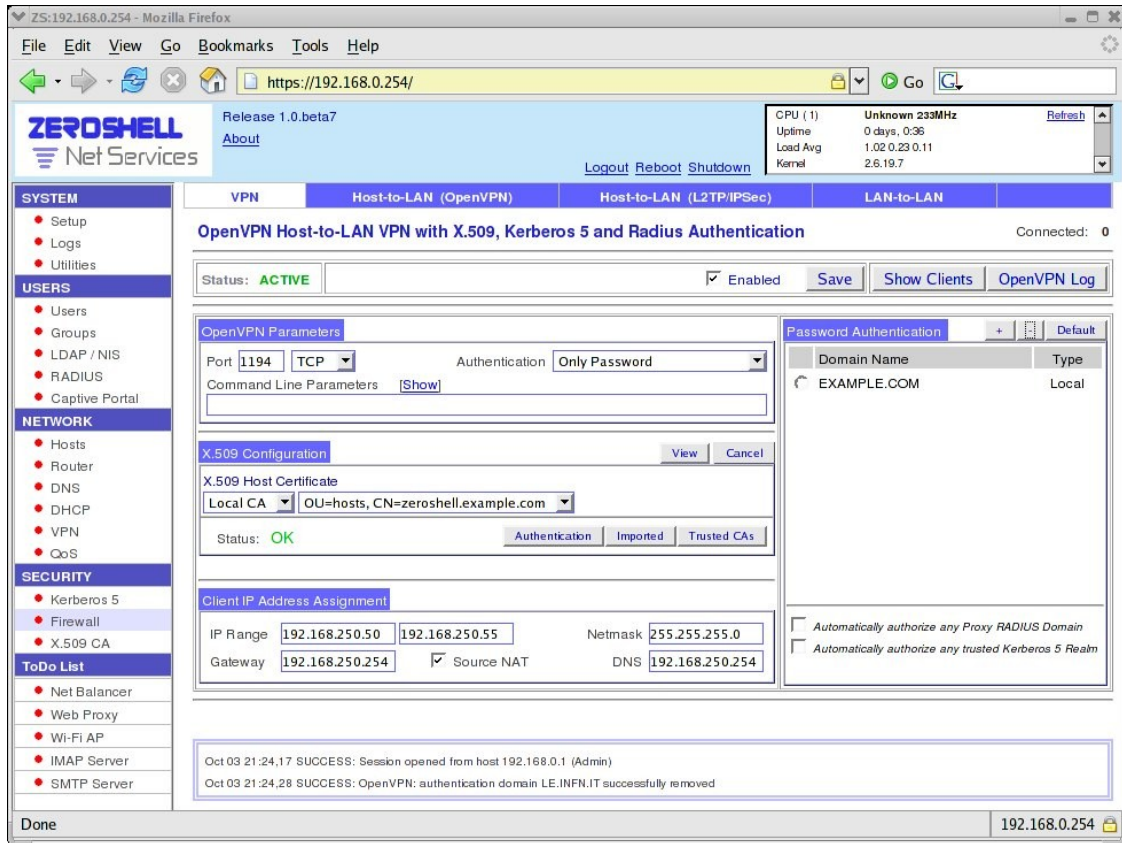 ZS:192.168.0.254 - Mozilla Firefox
File Edit View Go Bookmarks Tools Help
https://192.168.0.254/ Go G
ZEROSHELL
Net Services
Release 1.0.beta7
About
Logout Reboot Shutdown
CPU (1) Unknown 233MHz Refresh
Uptime 0 days, 0:36
Load Avg 1.02 0.23 0.11
Kernel 2.6.19.7
SYSTEM
Setup
Logs
Utilities
USERS
Users
Groups
LDAP / NIS
RADIUS
Captive Portal
NETWORK
Hosts
Router
DNS
DHCP
VPN
QoS
SECURITY
Kerberos 5
Firewall
X.509 CA
ToDo List
Net Balancer
Web Proxy
Wi-Fi AP
IMAP Server
SMTP Server
VPN Host-to-LAN (OpenVPN) Host-to-LAN (L2TP/IPSec) LAN-to-LAN
OpenVPN Host-to-LAN VPN with X.509, Kerberos 5 and Radius Authentication Connected: 0
Status: ACTIVE Enabled Save Show Clients OpenVPN Log
OpenVPN Parameters
Port 1194 TCP Authentication Only Password
Command Line Parameters [Show]
X.509 Configuration View Cancel
X.509 Host Certificate
Local CA OU=hosts, CN=zeroshell.example.com
Status: OK Authentication Imported Trusted CAs
Client IP Address Assignment
IP Range 192.168.250.50 192.168.250.55 Netmask 255.255.255.0
Gateway 192.168.250.254 Source NAT DNS 192.168.250.254
Password Authentication + - Default
Domain Name Type
EXAMPLE.COM Local
Automatically authorize any Proxy RADIUS Domain
Automatically authorize any trusted Kerberos 5 Realm
Oct 03 21:24,17 SUCCESS: Session opened from host 192.168.0.1 (Admin)
Oct 03 21:24,28 SUCCESS: OpenVPN: authentication domain LE.INFN.IT successfully removed
Done 192.168.0.254